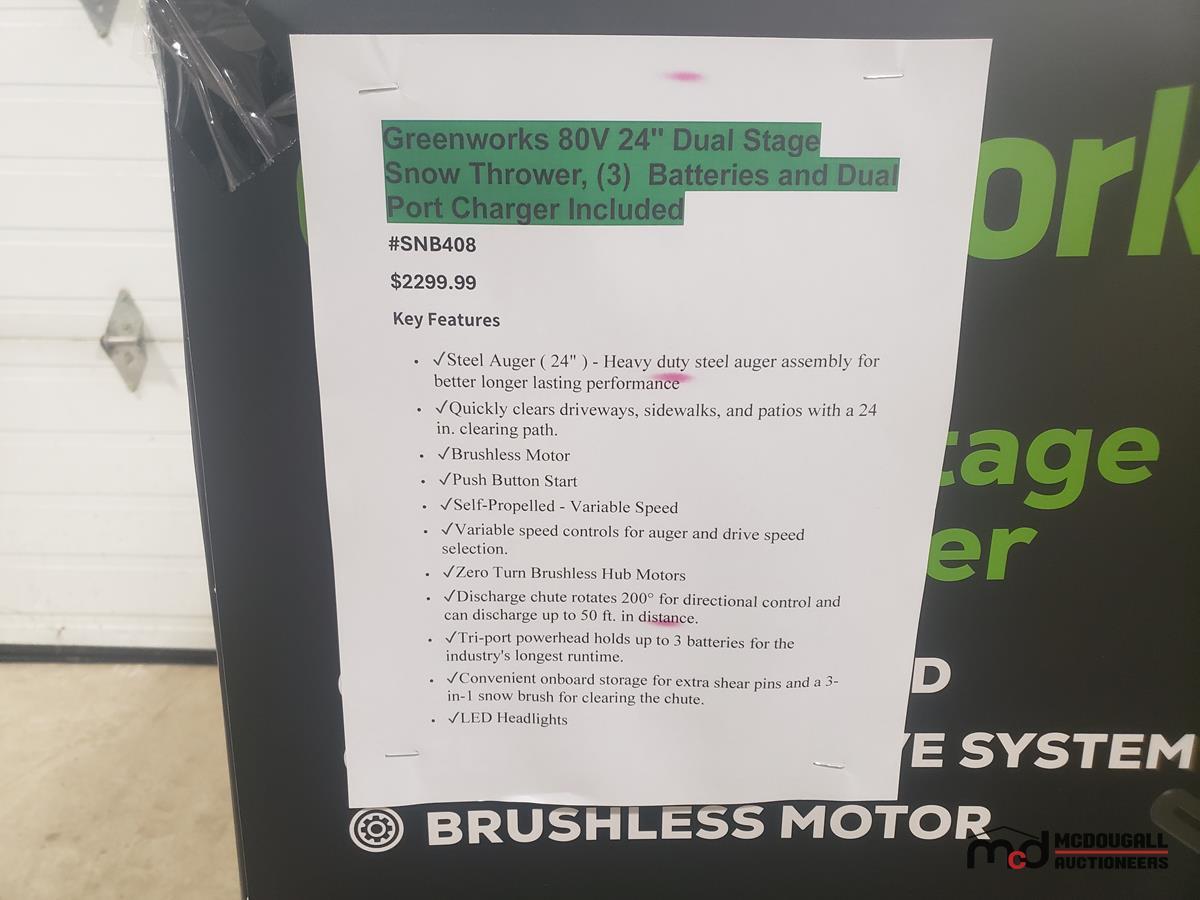 Greenworks 80V 24" Dual Stage
Snow Thrower, (3) Batteries and Dual
Port Charger Included
#SNB408
$2299.99
Key Features
• ✓Steel Auger ( 24" ) - Heavy duty steel auger assembly for
better longer lasting performance
• ✓Quickly clears driveways, sidewalks, and patios with a 24
in. clearing path.
• ✓Brushless Motor
• ✓Push Button Start
• ✓Self-Propelled - Variable Speed
• ✓Variable speed controls for auger and drive speed
selection.
• ✓Zero Turn Brushless Hub Motors
• ✓Discharge chute rotates 200° for directional control and
can discharge up to 50 ft. in distance.
• ✓Tri-port powerhead holds up to 3 batteries for the
industry's longest runtime.
• ✓Convenient onboard storage for extra shear pins and a 3-
in-1 snow brush for clearing the chute.
• ✓LED Headlights
ork
tage
er
D
VE SYSTEM
BRUSHLESS MOTOR
mcd MCDOUGALL
AUCTIONEERS